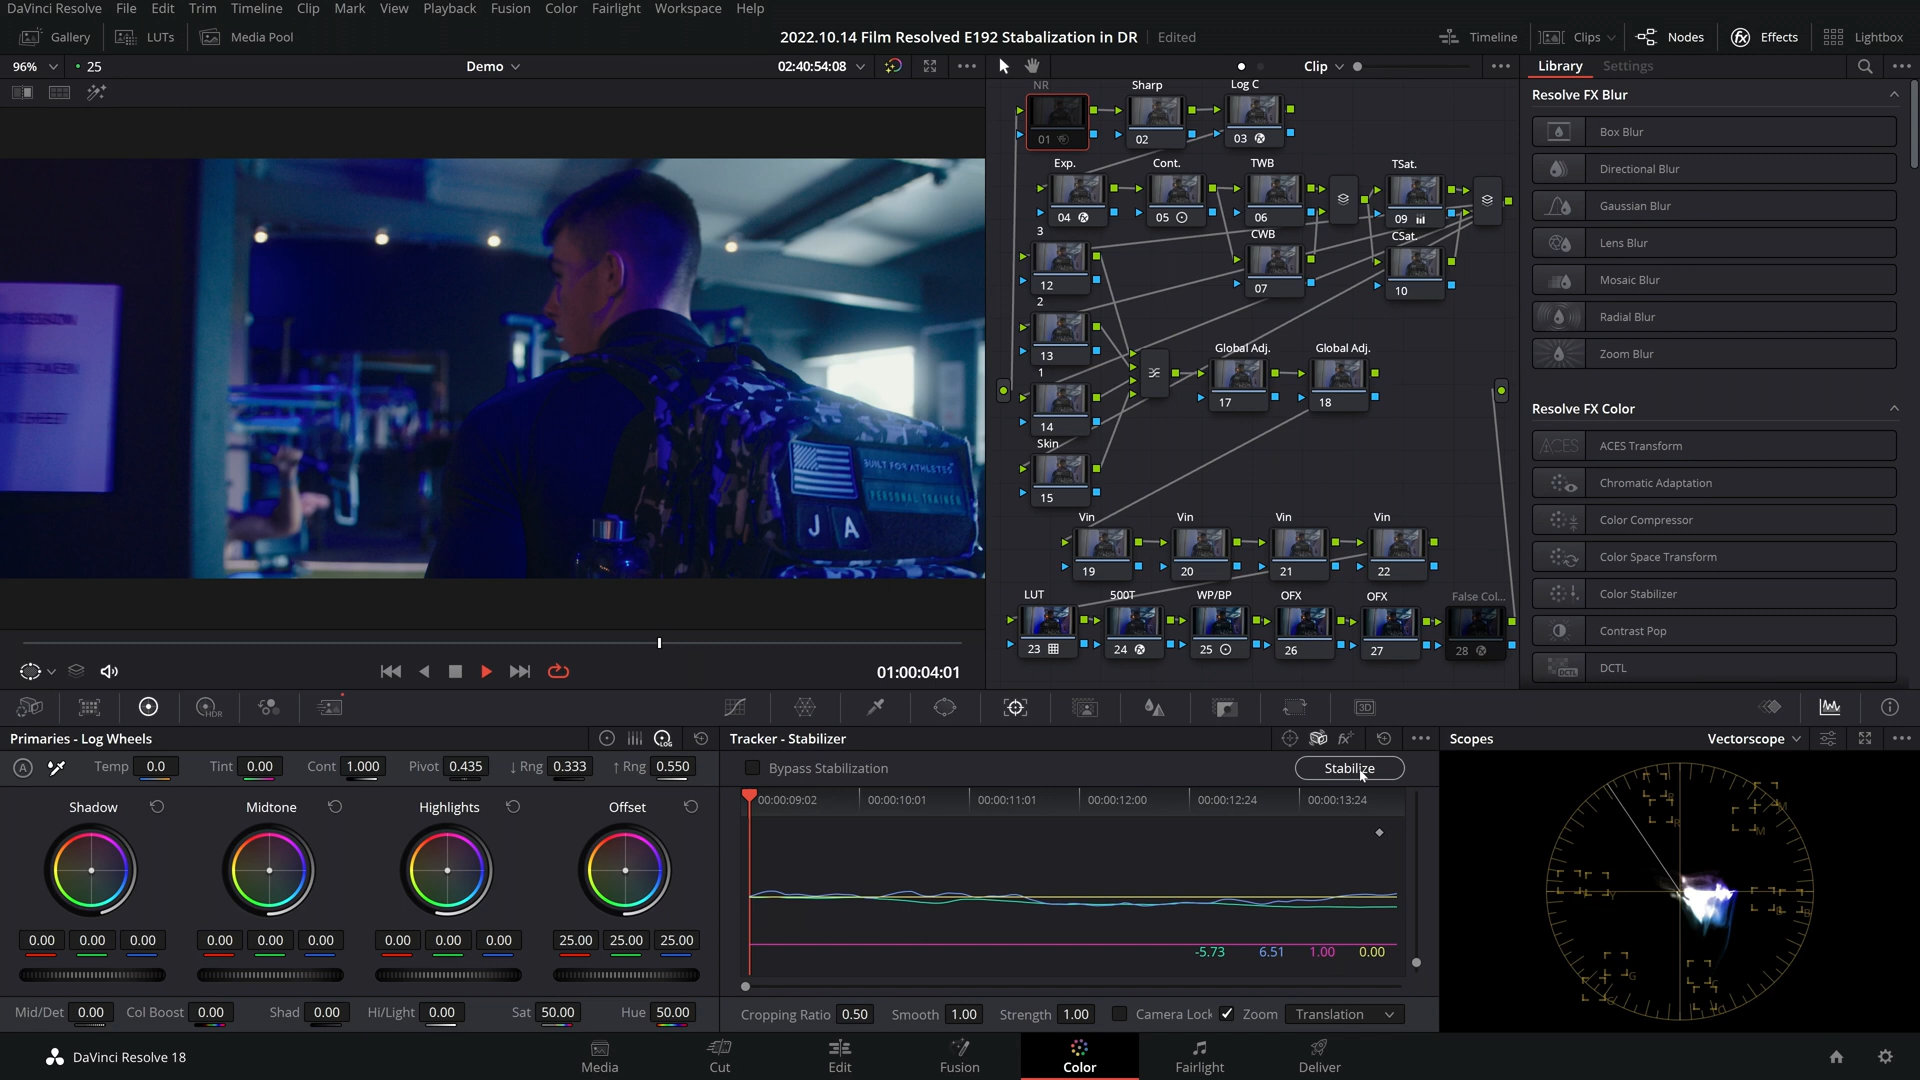 DaVinci Resolve File Edit Trim Timeline Clip Mark View Playback Fusion Color Fairlight Workspace Help
Gallery LUTs Media Pool 2022.10.14 Film Resolved E192 Stabalization in DR Edited Timeline Clips Nodes Effects Lightbox
96% 25 Demo 02:40:54:08 Clip Library Settings
NR Sharp Log C
01 02 03
Exp. Cont. TWB TSat.
04 05 06 09
3 CWB CSat.
12 07 10
2
13
1 Global Adj. Global Adj.
14 17 18
Skin
15
Vin Vin Vin Vin
19 20 21 22
LUT 500T WP/BP OFX OFX False Col...
23 24 25 26 27 28
BUILT FOR ATHLETES
PERSONAL TRAINER
J A
Resolve FX Blur
Box Blur
Directional Blur
Gaussian Blur
Lens Blur
Mosaic Blur
Radial Blur
Zoom Blur
Resolve FX Color
ACES Transform
Chromatic Adaptation
Color Compressor
Color Space Transform
Color Stabilizer
Contrast Pop
DCTL
01:00:04:01
HDR 3D
Primaries - Log Wheels LOG
A Temp 0.0 Tint 0.00 Cont 1.000 Pivot 0.435 ↓ Rng 0.333 ↑ Rng 0.550
Shadow Midtone Highlights Offset
0.00 0.00 0.00 0.00 0.00 0.00 0.00 0.00 0.00 25.00 25.00 25.00
Mid/Det 0.00 Col Boost 0.00 Shad 0.00 Hi/Light 0.00 Sat 50.00 Hue 50.00
Tracker - Stabilizer fx
Bypass Stabilization Stabilize
00:00:09:02 00:00:10:01 00:00:11:01 00:00:12:00 00:00:12:24 00:00:13:24
-5.73 6.51 1.00 0.00
Cropping Ratio 0.50 Smooth 1.00 Strength 1.00 Camera Lock Zoom Translation
Scopes Vectorscope
DaVinci Resolve 18 Media Cut Edit Fusion Color Fairlight Deliver